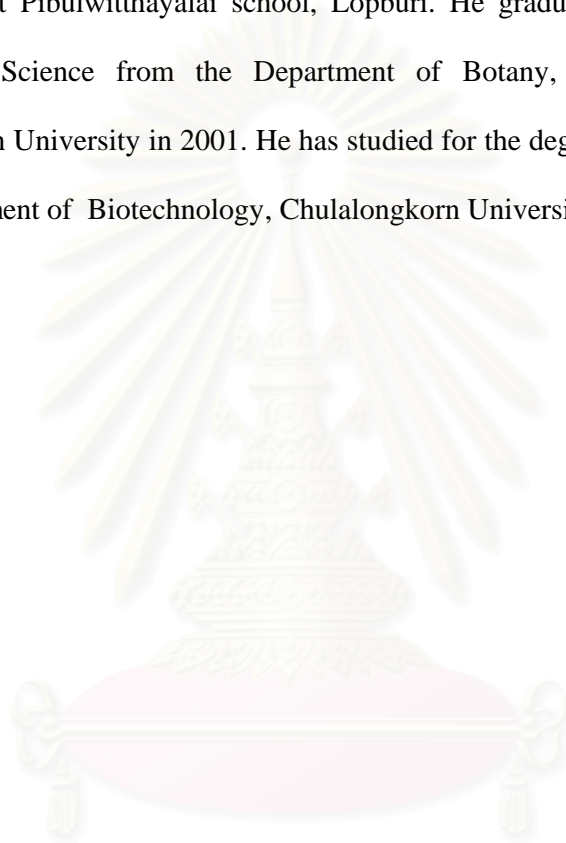 t Pibulwitthayalai school, Lopburi. He gradu
Science from the Department of Botany,
n University in 2001. He has studied for the deg
ent of Biotechnology, Chulalongkorn Universi